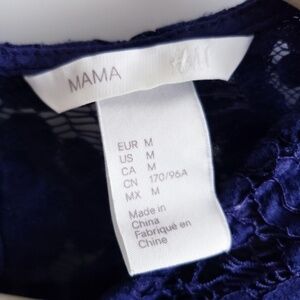 MAMA H&M
EUR M
US M
CA M
CN 170/96A
MX M
Made in
China
Fabriqué en
Chine